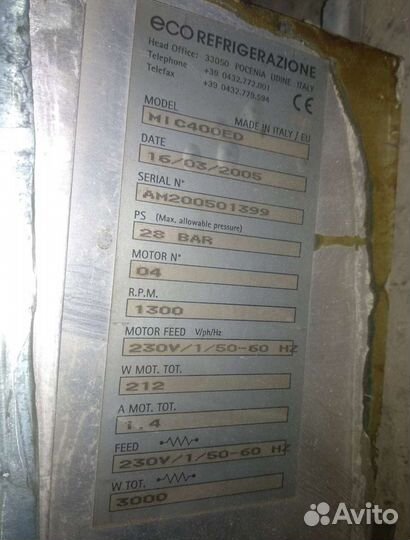 eco REFRIGERAZIONE
Head Office: 33050 POCENIA UDINE ITALY
Telephone +39 0432.772.001
Telefax +39 0432.779.594
CE
MODEL MADE IN ITALY / EU
MIC400ED
DATE
16/03/2005
SERIAL N°
AM200501399
PS (Max. allowable pressure)
28 BAR
MOTOR N°
04
R.P.M.
1300
MOTOR FEED V/ph/Hz
230V/1/50-60 HZ
W MOT. TOT.
212
A MOT. TOT.
1.4
FEED
230V/1/50-60 HZ
W TOT.
3000
Avito